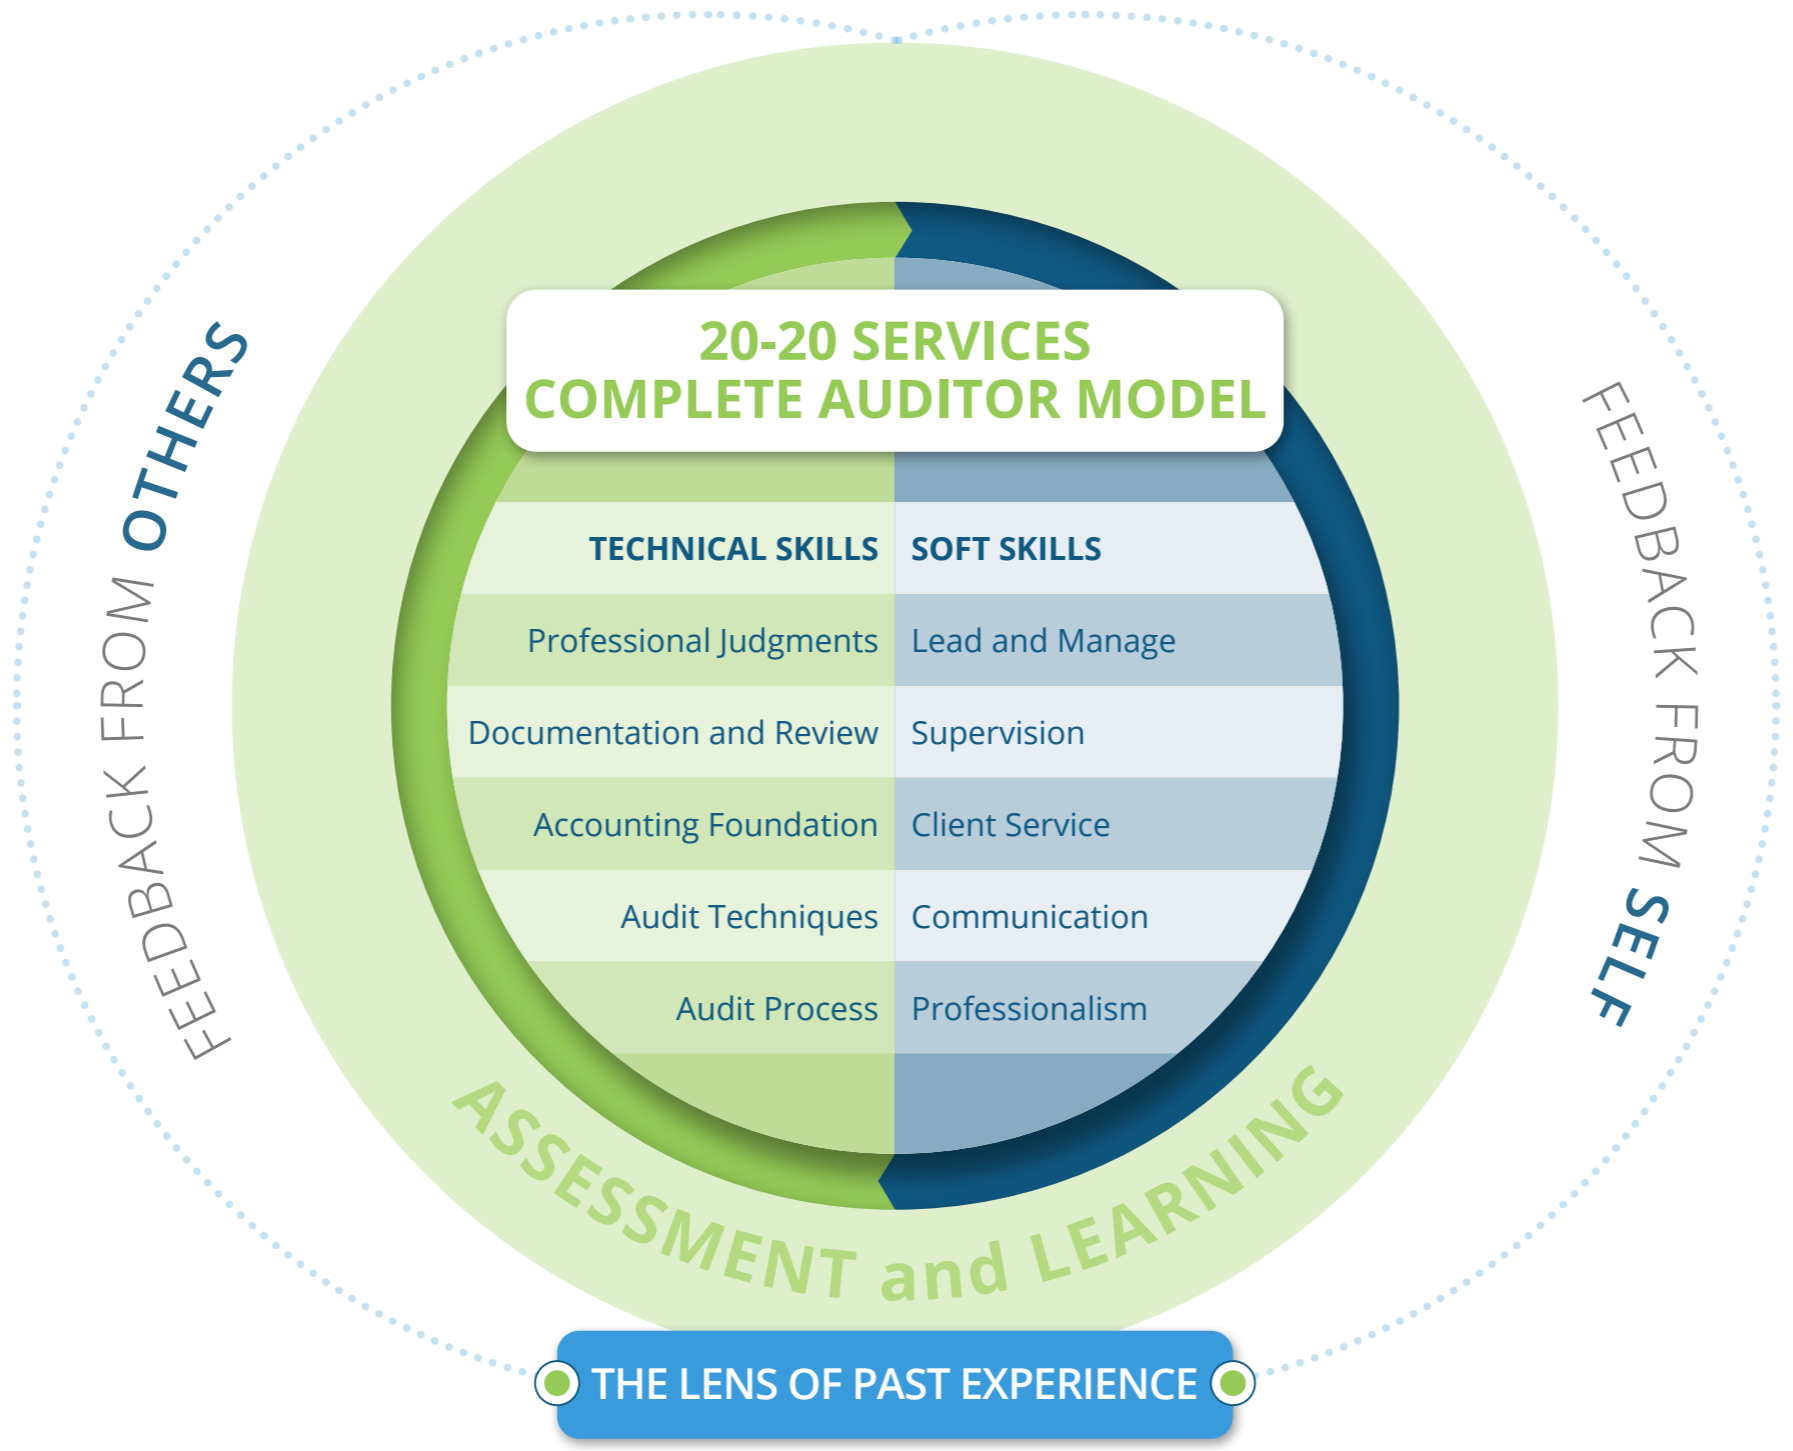 20-20 SERVICES
COMPLETE AUDITOR MODEL
TECHNICAL SKILLS
SOFT SKILLS
Professional Judgments
Lead and Manage
Documentation and Review
Supervision
Accounting Foundation
Client Service
Audit Techniques
Communication
Audit Process
Professionalism
FEEDBACK FROM OTHERS
FEEDBACK FROM SELF
ASSESSMENT and LEARNING
THE LENS OF PAST EXPERIENCE